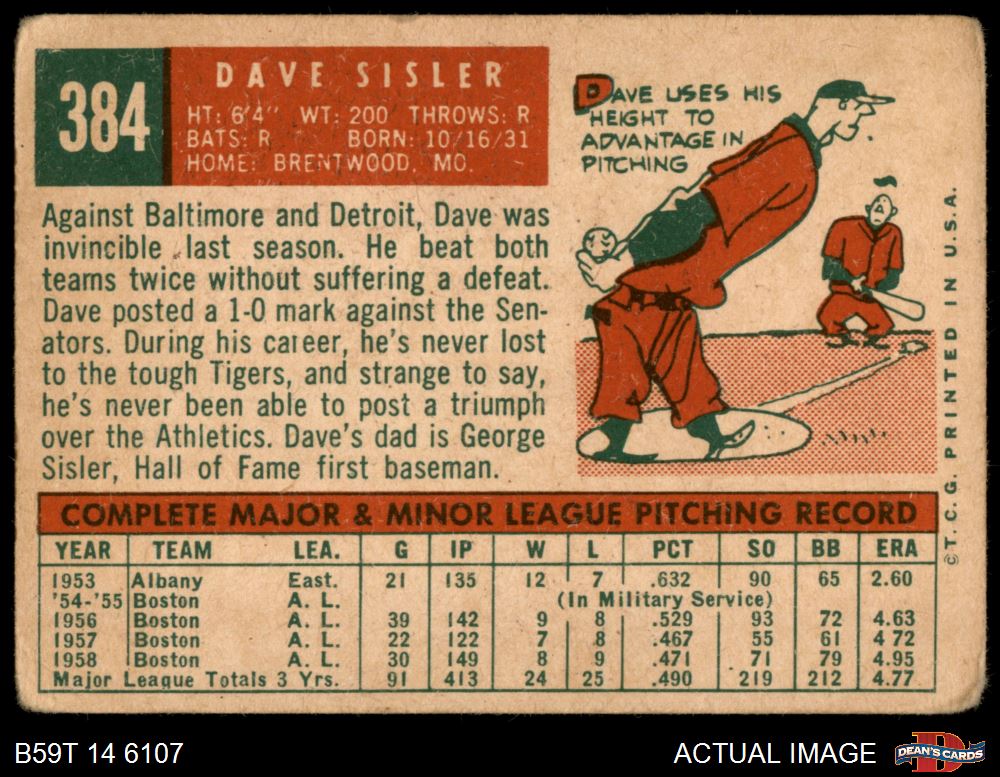 384
DAVE SISLER
HT: 6'4" WT: 200 THROWS: R
BATS: R BORN: 10/16/31
HOME: BRENTWOOD, MO.
DAVE USES HIS
HEIGHT TO
ADVANTAGE IN
PITCHING
Against Baltimore and Detroit, Dave was
invincible last season. He beat both
teams twice without suffering a defeat.
Dave posted a 1-0 mark against the Sen-
ators. During his career, he's never lost
to the tough Tigers, and strange to say,
he's never been able to post a triumph
over the Athletics. Dave's dad is George
Sisler, Hall of Fame first baseman.
©T.C.G. PRINTED IN U.S.A.
COMPLETE MAJOR & MINOR LEAGUE PITCHING RECORD
YEAR TEAM LEA. G IP W L PCT SO BB ERA
1953 Albany East. 21 135 12 7 .632 90 65 2.60
'54-'55 Boston A. L. (In Military Service)
1956 Boston A. L. 39 142 9 8 .529 93 72 4.63
1957 Boston A. L. 22 122 7 8 .467 55 61 4 72
1958 Boston A. L. 30 149 8 9 .471 71 79 4.95
Major League Totals 3 Yrs. 91 413 24 25 .490 219 212 4.77
B59T 14 6107
ACTUAL IMAGE
D
DEAN'S CARDS